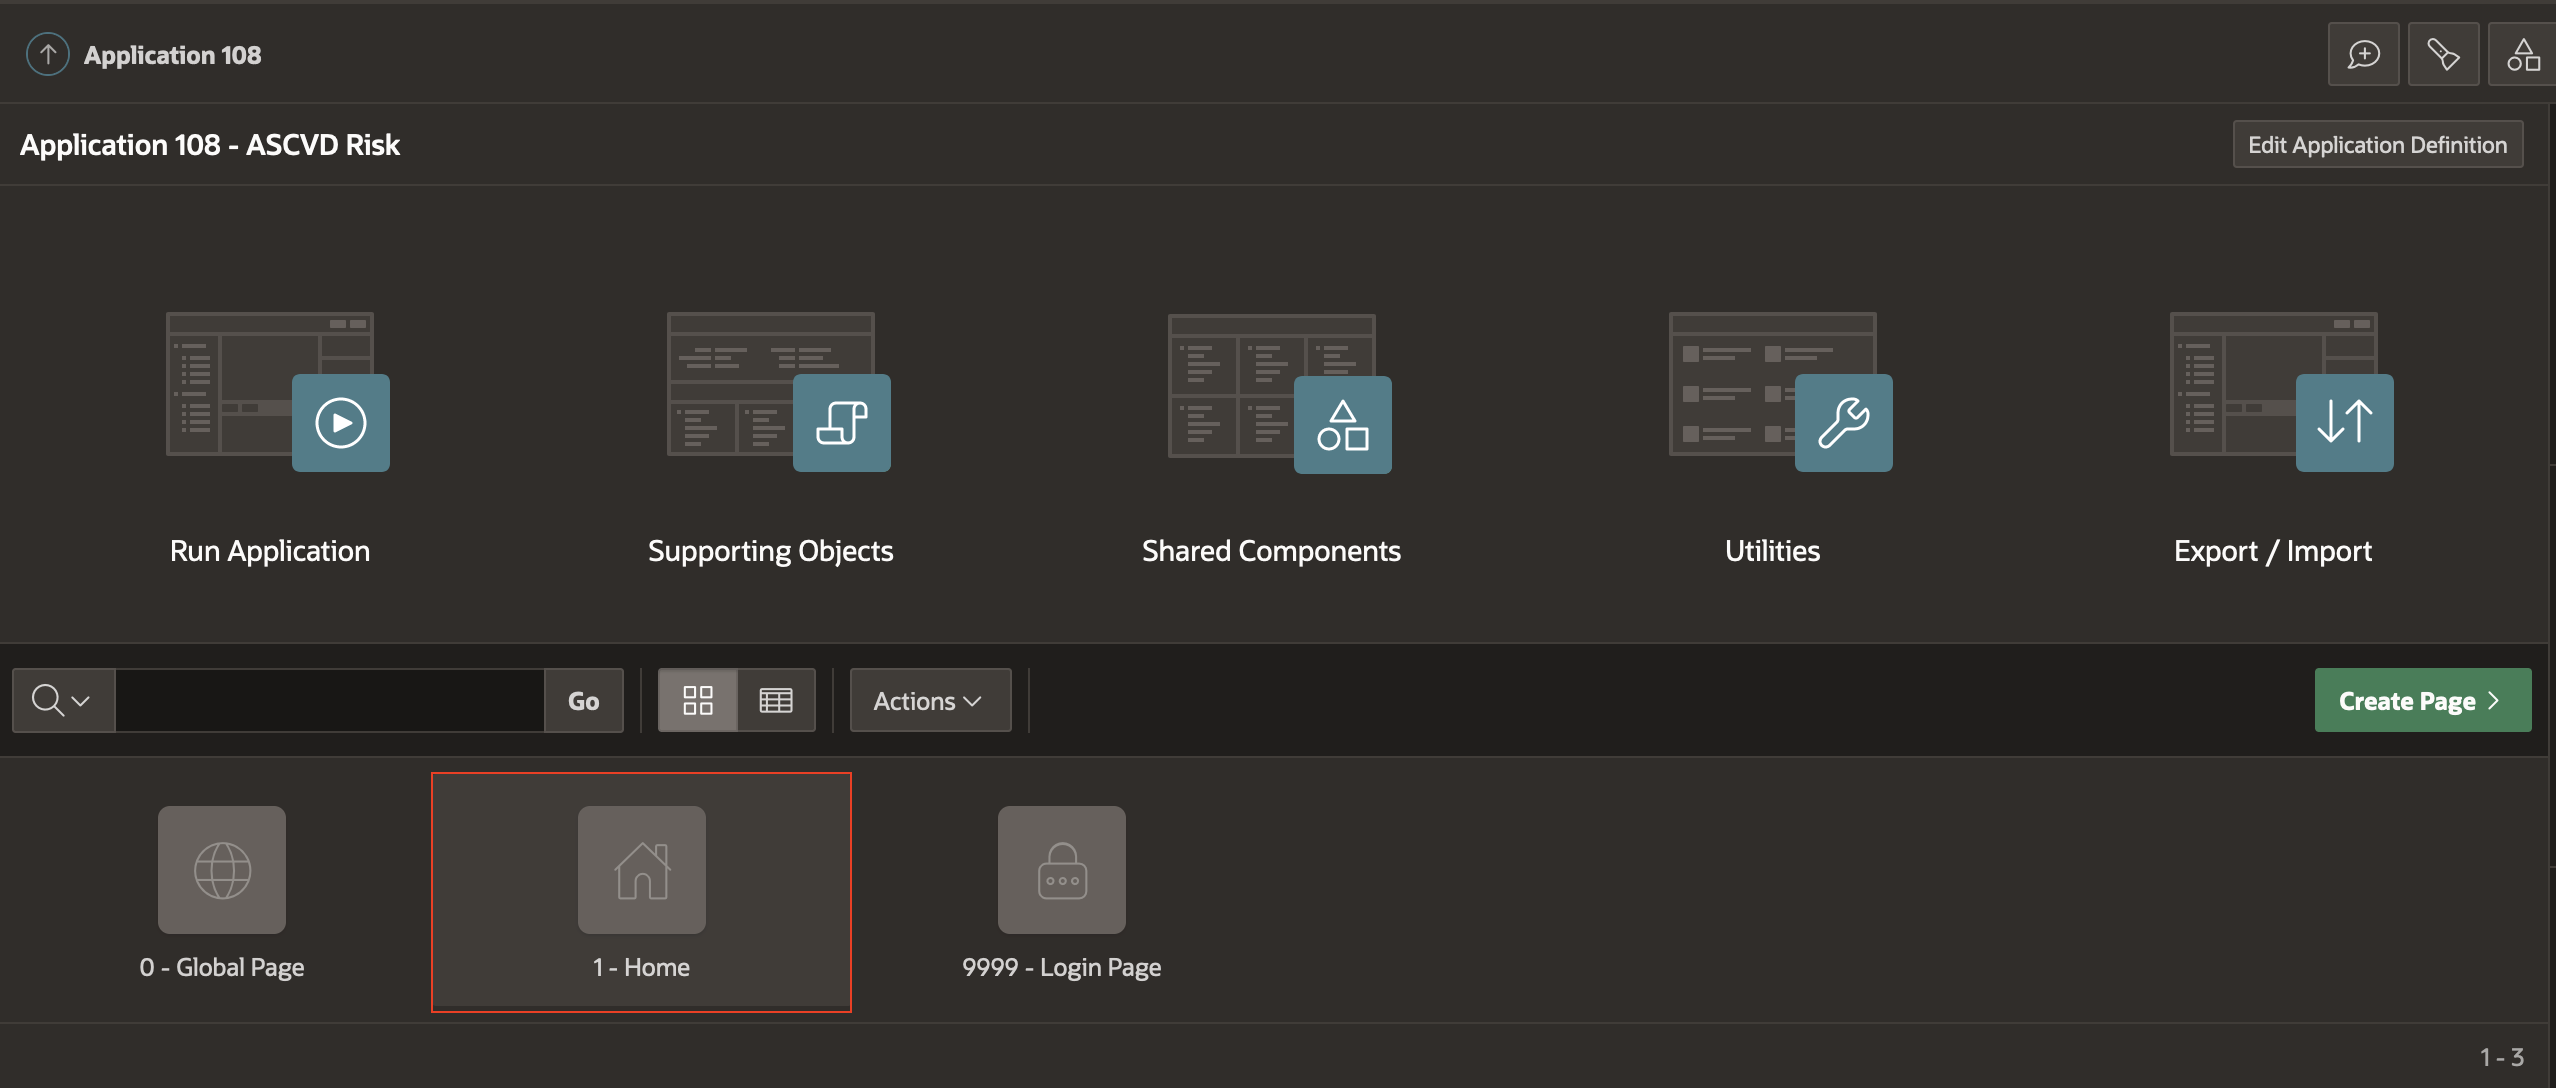 Application 108
Application 108 - ASCVD Risk
Edit Application Definition
Run Application
Supporting Objects
Shared Components
Utilities
Export / Import
Go
Actions
Create Page
0 - Global Page
1 - Home
9999 - Login Page
1 - 3